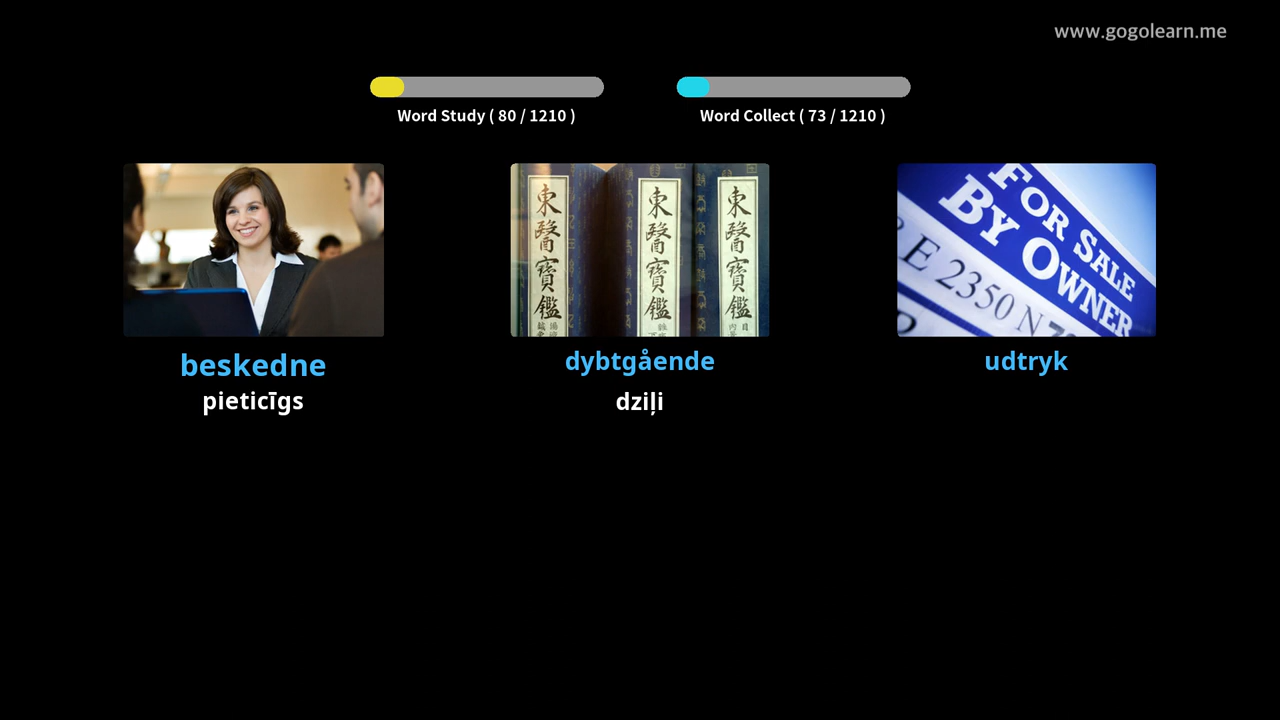 www.gogolearn.me
Word Study ( 80 / 1210 )
Word Collect ( 73 / 1210 )
東醫寶鑑
東醫寶鑑
東醫寶鑑
FOR SALE
BY OWNER
E 2350 N
beskedne
dybtgående
udtryk
pieticīgs
dziļi